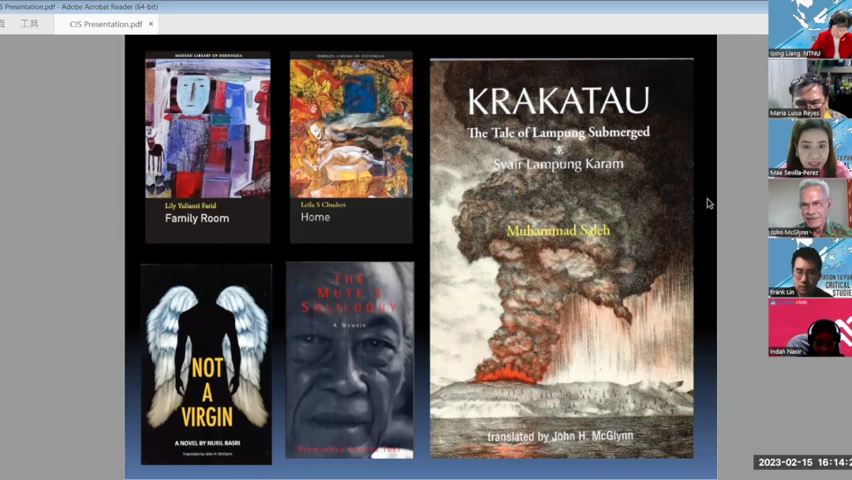 IS Presentation.pdf - Adobe Acrobat Reader (64-bit)
工具
CIS Presentation.pdf ×
MODERN LIBRARY OF INDONESIA
Lily Yulianti Farid
Family Room
MODERN LIBRARY OF INDONESIA
Leila S Chudori
Home
KRAKATAU
The Tale of Lampung Submerged
Syair Lampung Karam
Muhammad Saleh
translated by John H. McGlynn
NOT
A
VIRGIN
A NOVEL BY NURIL BASRI
Translated by John H. McGlynn
THE
MUTE'S
SOLILOQUY
A Memoir
Iping Liang, NTNU
Maria Luisa Reyes
Mae Sevilla-Perez
John McGlynn
Frank Lin
CRITICAL
Indah Nasir
2023-02-15 16:14:2